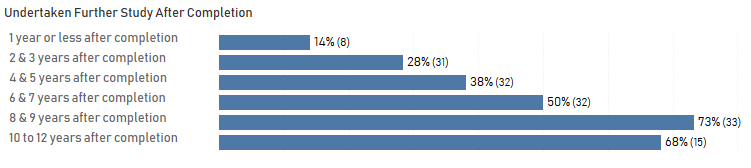 Undertaken Further Study After Completion
1 year or less after completion 14% (8)
2 & 3 years after completion 28% (31)
4 & 5 years after completion 38% (32)
6 & 7 years after completion 50% (32)
8 & 9 years after completion 73% (33)
10 to 12 years after completion 68% (15)